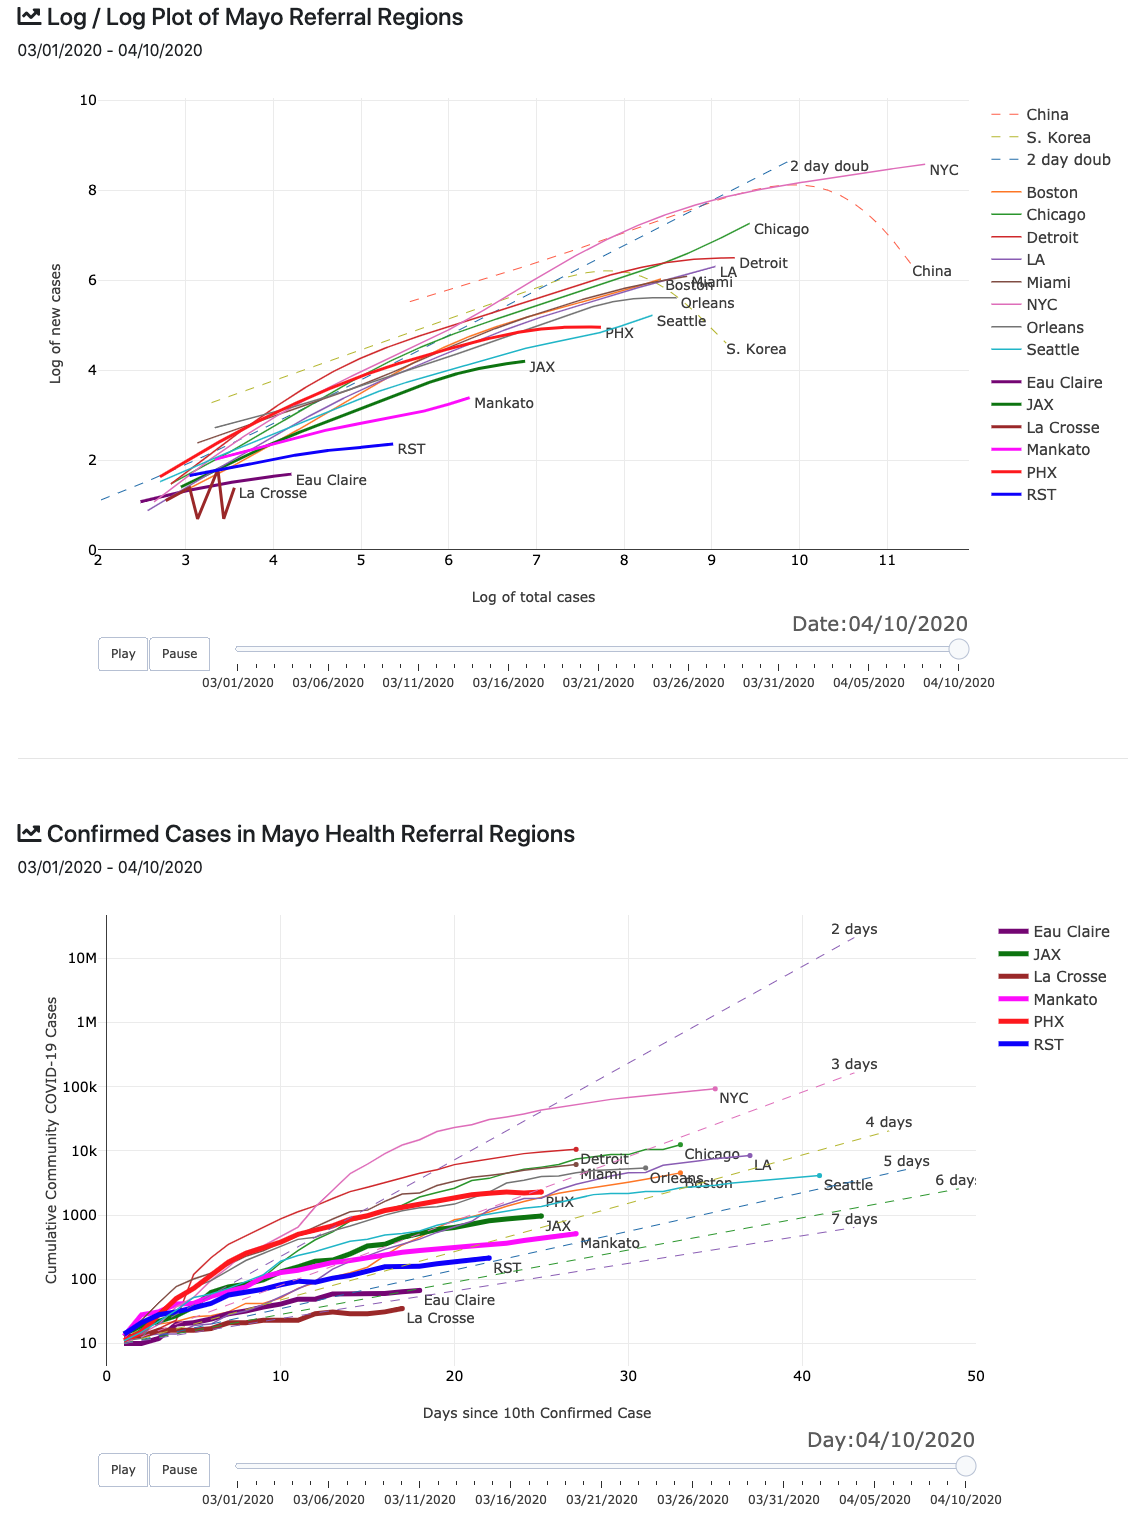 Log / Log Plot of Mayo Referral Regions
03/01/2020 - 04/10/2020
10
8
6
4
2
0
Log of new cases
2 day doub
NYC
Chicago
Detroit
LA
Miami
Boston
China
Orleans
Seattle
PHX
S. Korea
JAX
Mankato
RST
Eau Claire
La Crosse
2 3 4 5 6 7 8 9 10 11
Log of total cases
China
S. Korea
2 day doub
Boston
Chicago
Detroit
LA
Miami
NYC
Orleans
Seattle
Eau Claire
JAX
La Crosse
Mankato
PHX
RST
Date:04/10/2020
Play Pause
03/01/2020 03/06/2020 03/11/2020 03/16/2020 03/21/2020 03/26/2020 03/31/2020 04/05/2020 04/10/2020
Confirmed Cases in Mayo Health Referral Regions
03/01/2020 - 04/10/2020
10M
1M
100k
10k
1000
100
10
Cumulative Community COVID-19 Cases
2 days
3 days
NYC
4 days
Chicago
Detroit
LA
5 days
Miami
Orleans
Boston
6 days
Seattle
PHX
7 days
JAX
Mankato
RST
Eau Claire
La Crosse
0 10 20 30 40 50
Days since 10th Confirmed Case
Eau Claire
JAX
La Crosse
Mankato
PHX
RST
Day:04/10/2020
Play Pause
03/01/2020 03/06/2020 03/11/2020 03/16/2020 03/21/2020 03/26/2020 03/31/2020 04/05/2020 04/10/2020